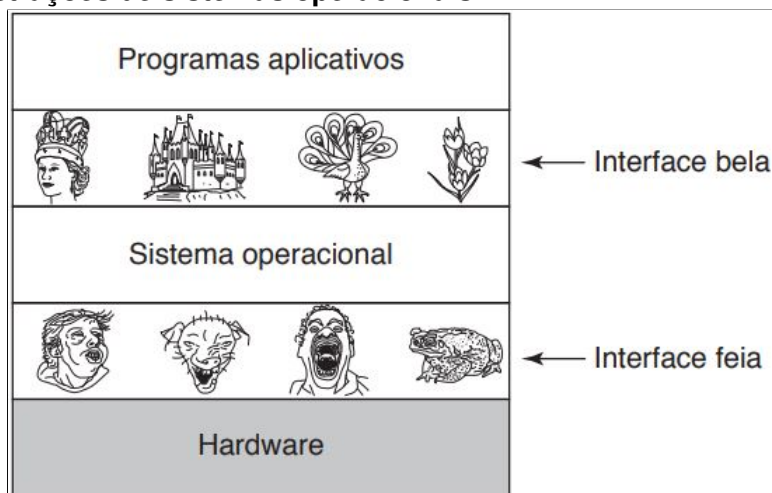 Programas aplicativos
Interface bela
Sistema operacional
Interface feia
Hardware